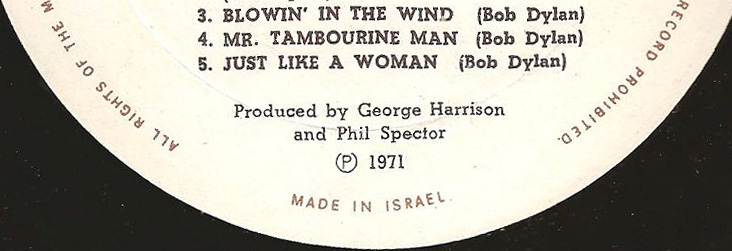 3. BLOWIN' IN THE WIND (Bob Dylan)
4. MR. TAMBOURINE MAN (Bob Dylan)
5. JUST LIKE A WOMAN (Bob Dylan)
Produced by George Harrison
and Phil Spector
Ⓟ 1971
ALL RIGHTS OF THE
RECORD PROHIBITED.
MADE IN ISRAEL